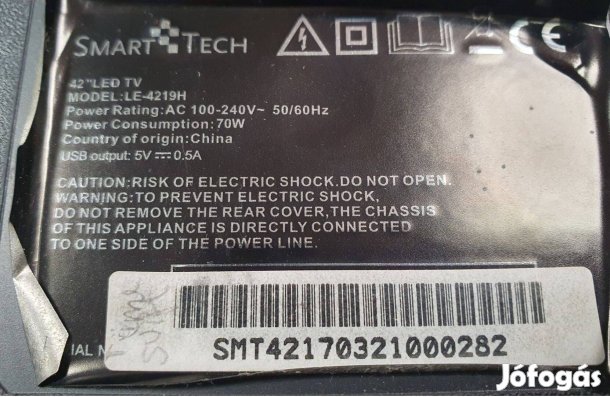 SMART TECH
42"LED TV
MODEL:LE-4219H
Power Rating:AC 100-240V~ 50/60Hz
Power Consumption:70W
Country of origin:China
USB output: 5V⎓0.5A
CAUTION:RISK OF ELECTRIC SHOCK.DO NOT OPEN.
WARNING:TO PREVENT ELECTRIC SHOCK,
DO NOT REMOVE THE REAR COVER,THE CHASSIS
OF THIS APPLIANCE IS DIRECTLY CONNECTED
TO ONE SIDE OF THE POWER LINE.
SMT42170321000282
Jófogás